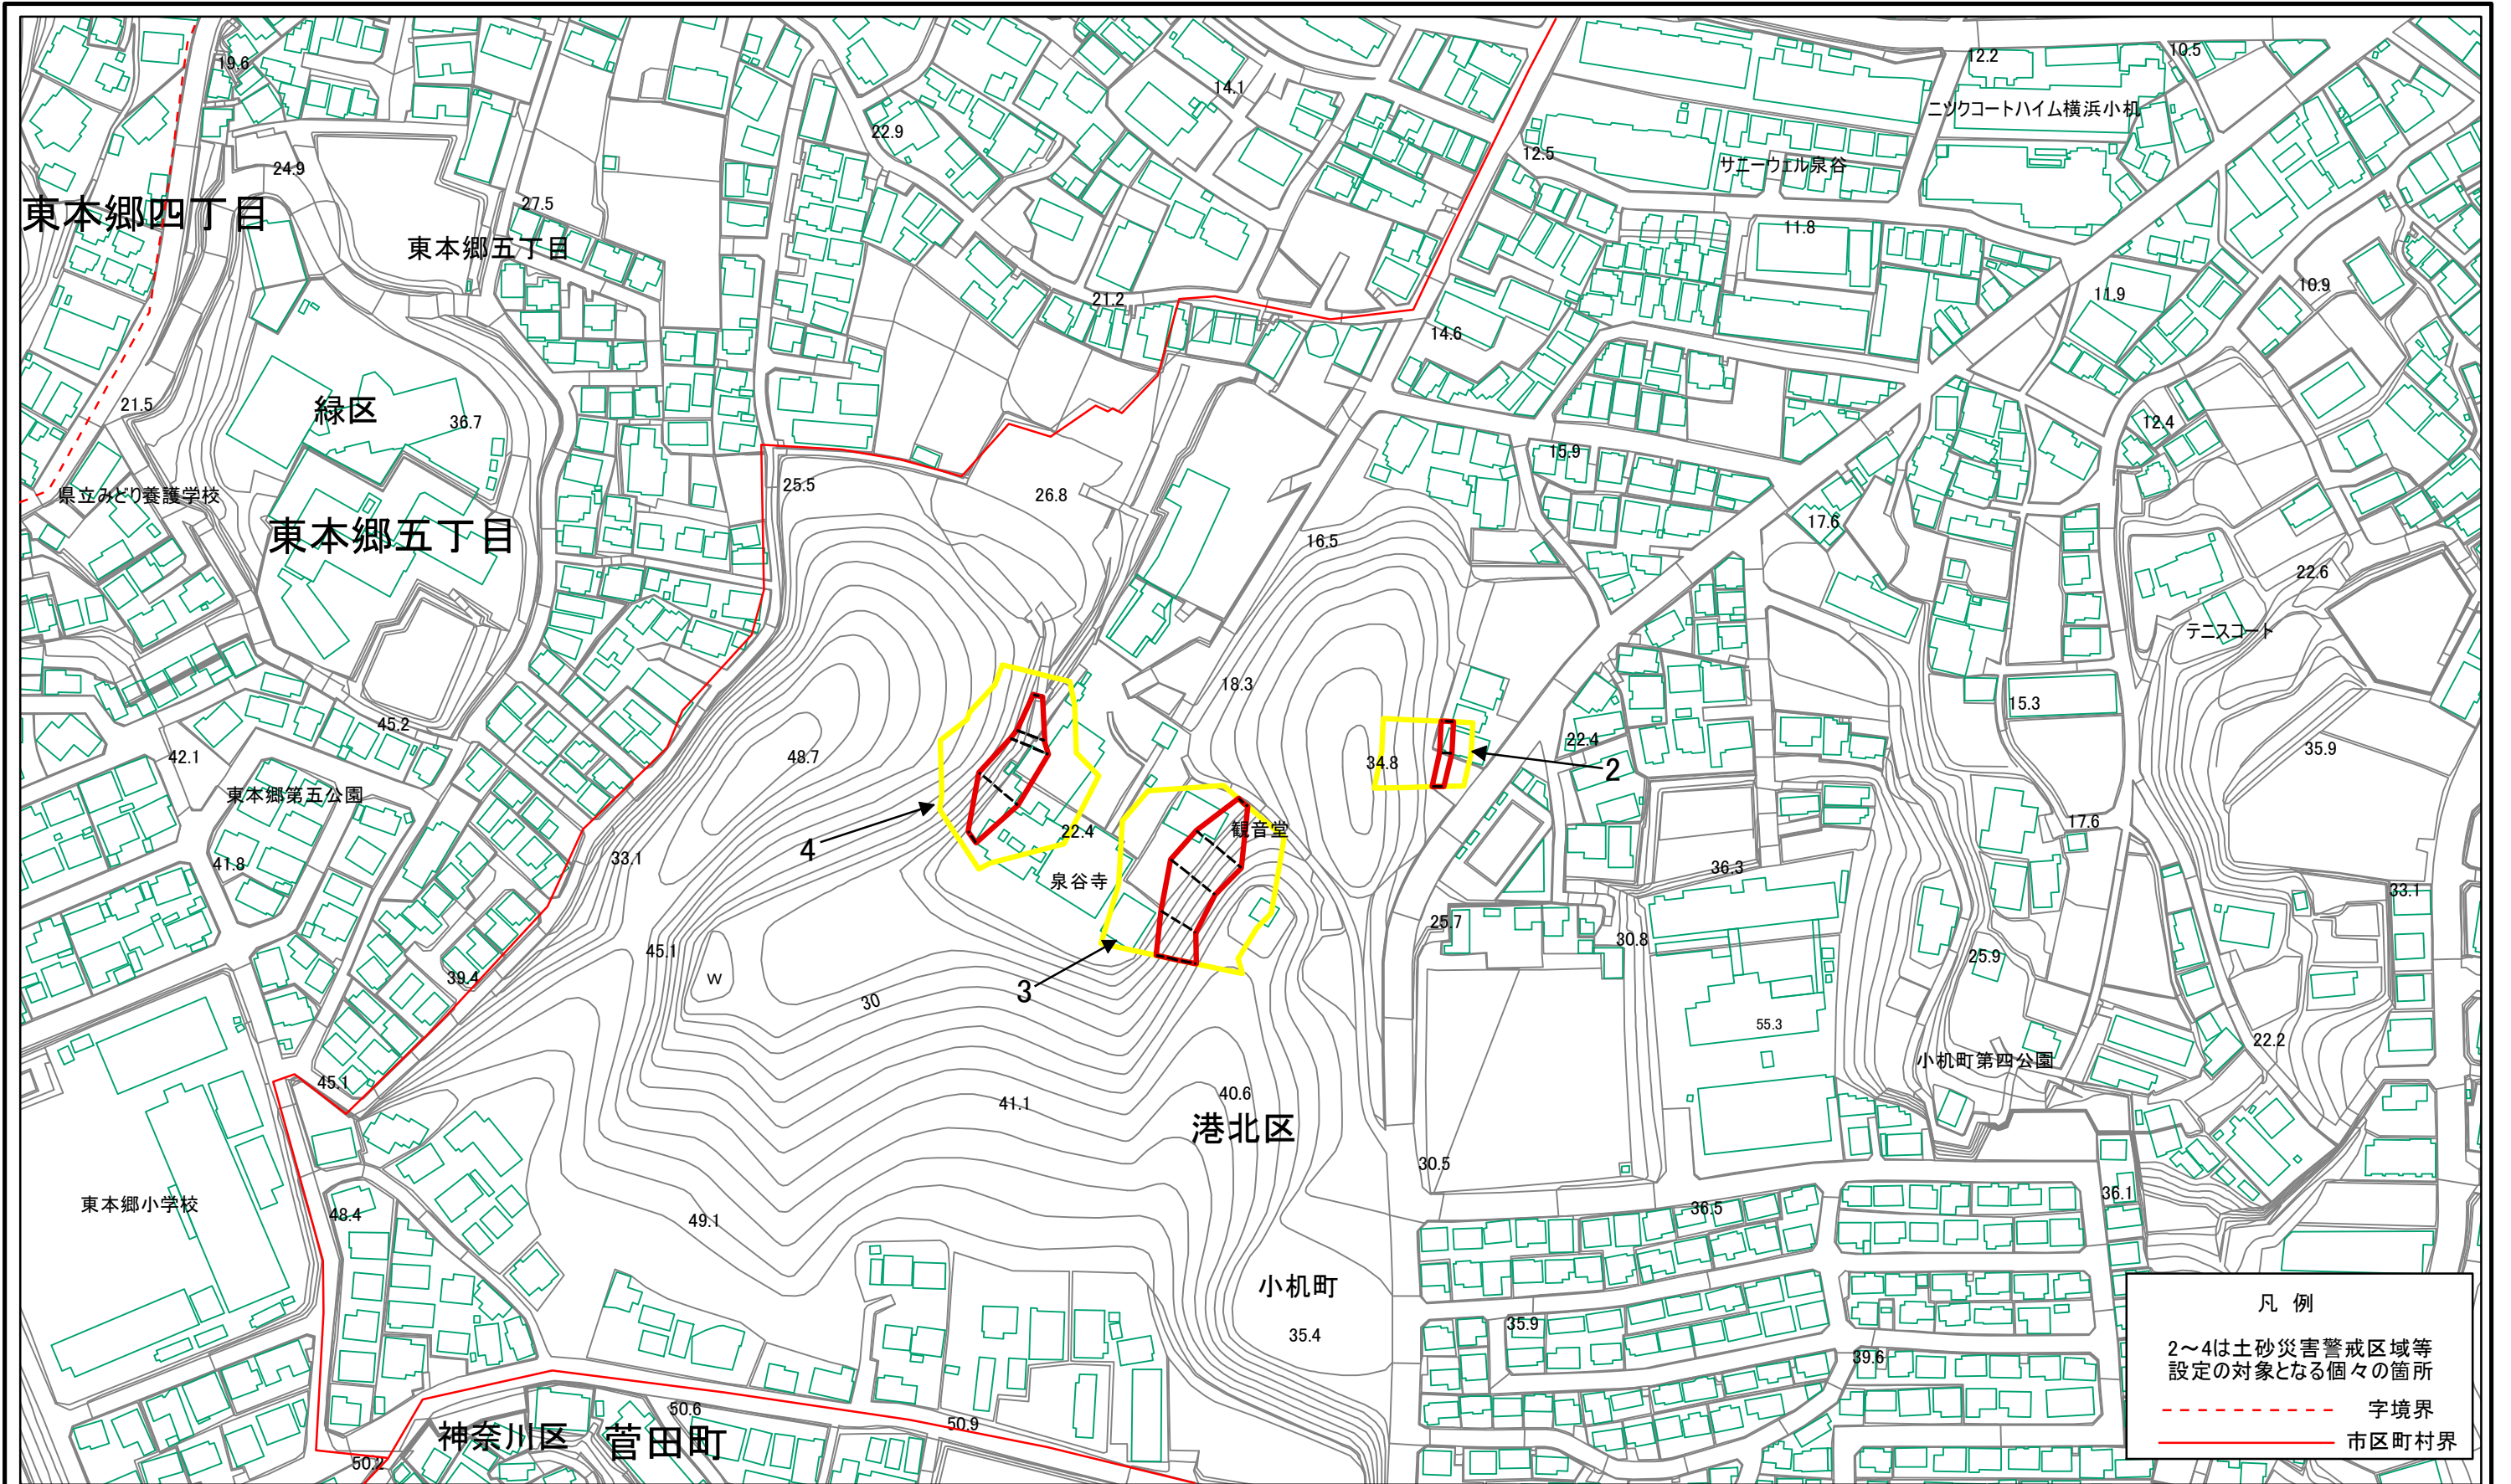 19.6
14.1
12.2
10.5
ニツクコートハイム横浜小机
22.9
12.5
サニーウェル泉谷
24.9
27.5
東本郷四丁目
東本郷五丁目
11.8
21.2
11.9
10.9
14.6
21.5
緑区
36.7
12.4
15.9
県立みどり養護学校
25.5
26.8
東本郷五丁目
16.5
17.6
22.6
テニスコート
18.3
15.3
45.2
42.1
48.7
34.8
2
22.4
35.9
東本郷第五公園
4
22.4
観音堂
17.6
41.8
33.1
泉谷寺
36.3
33.1
25.7
30.8
45.1
W
39.4
3
30
25.9
55.3
22.2
小机町第四公園
45.1
41.1
40.6
港北区
30.5
東本郷小学校
48.4
49.1
36.5
36.1
小机町
35.4
35.9
39.6
50.6
神奈川区
菅田町
50.9
50.2
凡 例
2～4は土砂災害警戒区域等
設定の対象となる個々の箇所
字境界
市区町村界